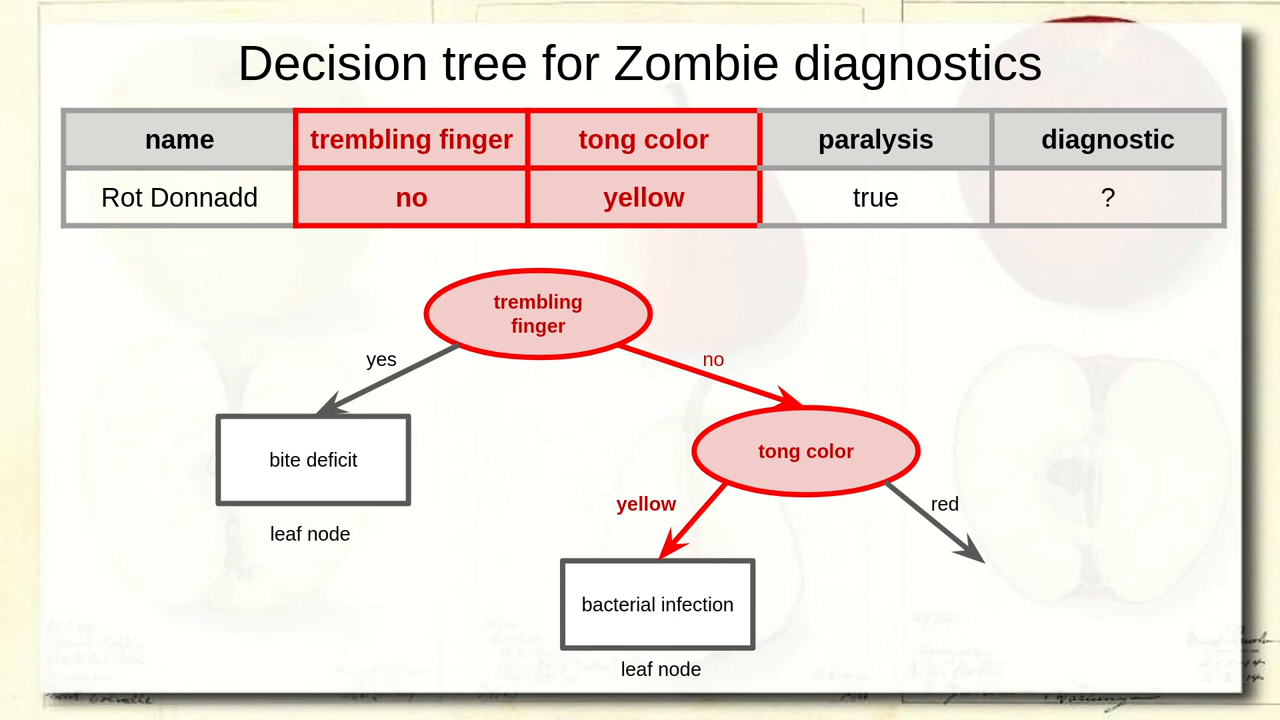 Decision tree for Zombie diagnostics
name trembling finger tong color paralysis diagnostic
Rot Donnadd no yellow true ?
trembling
finger
yes no
bite deficit tong color
leaf node
yellow red
bacterial infection
leaf node